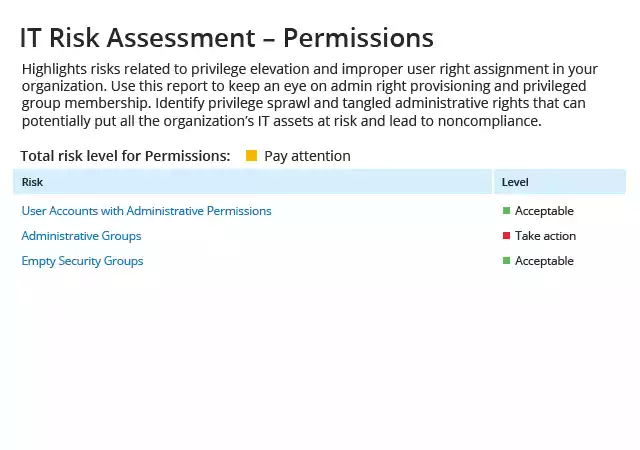 IT Risk Assessment – Permissions
Highlights risks related to privilege elevation and improper user right assignment in your
organization. Use this report to keep an eye on admin right provisioning and privileged
group membership. Identify privilege sprawl and tangled administrative rights that can
potentially put all the organization’s IT assets at risk and lead to noncompliance.
Total risk level for Permissions: Pay attention
Risk Level
User Accounts with Administrative Permissions Acceptable
Administrative Groups Take action
Empty Security Groups Acceptable